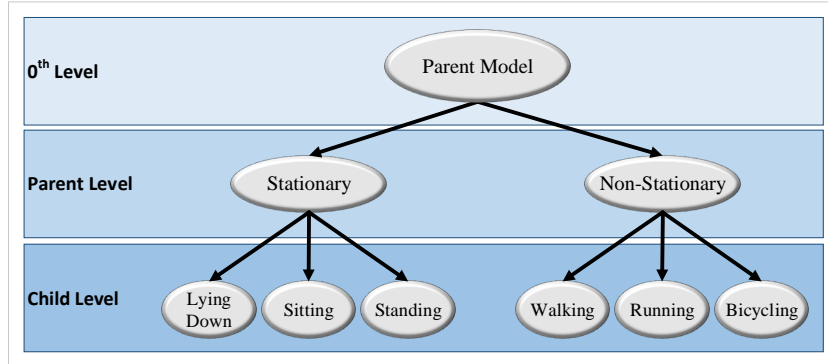 0th Level
Parent Model
Parent Level
Stationary
Non-Stationary
Child Level
Lying
Down
Sitting
Standing
Walking
Running
Bicycling